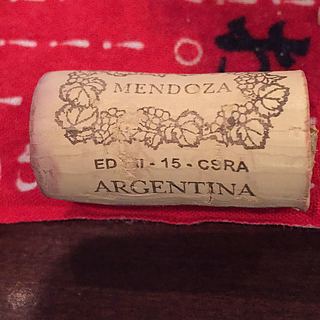 MENDOZA
ED - 15 - CSRA
ARGENTINA